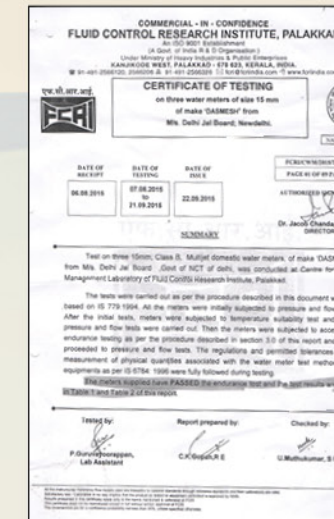 COMMERCIAL - IN - CONFIDENCE
FLUID CONTROL RESEARCH INSTITUTE, PALAKKA
An ISO 9001 Establishment
(A Govt. of India R & D Organisation)
Under Ministry of Heavy Industries & Public Enterprises
KANJIKODE WEST, PALAKKAD - 678 623, KERALA, INDIA.
एफ.सी.आर.आई.
FCRI
CERTIFICATE OF TESTING
on three water meters of size 15 mm
of make 'DASMESH' from
M/s. Delhi Jal Board; Newdelhi.
DATE OF RECEIPT
DATE OF TESTING
DATE OF ISSUE
PAGE 01 OF 09
06.08.2015
07.08.2015
to
21.09.2015
22.09.2015
AUTHORISED
Dr. Jacob
DIRECTOR
SUMMARY
Test on three 15mm, Class B, Multijet domestic water meters, of make
from M/s. Delhi Jal Board ,Govt of NCT of delhi, was conducted at Centre for
Management Laboratory of Fluid Control Research Institute, Palakkad.
The tests were carried out as per the procedure described in this document
based on IS 779:1994. All the meters were initially subjected to pressure and
After the initial tests, meters were subjected to temperature suitability test and
pressure and flow tests were carried out. Then the meters were subjected to
endurance testing as per the procedure described in section 3.0 of this report and
proceeded to pressure and flow tests. The regulations and permitted tolerances
measurement of physical quantities associated with the water meter test
equipments as per IS 6784: 1996 were fully followed during testing.
The meters supplied have PASSED the endurance test and the test results
in Table 1 and Table 2 of this report.
Tested by:
Report prepared by:
Checked by:
Lab Assistant